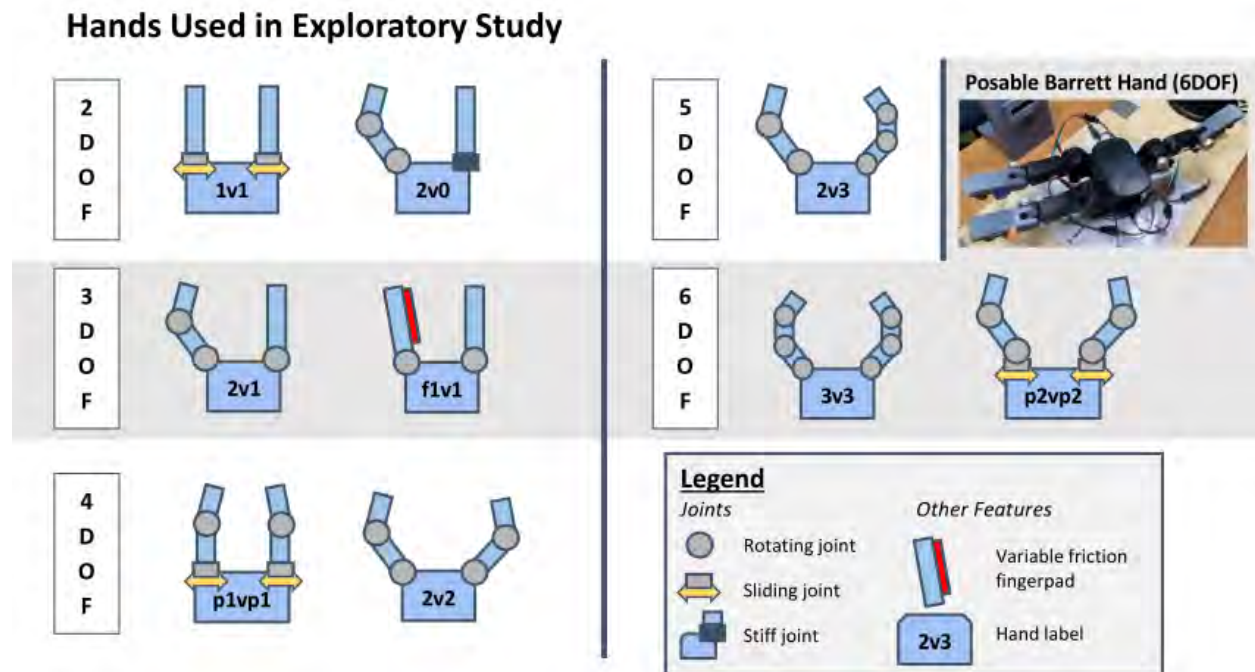 Hands Used in Exploratory Study
2
D
O
F
1v1
2v0
3
D
O
F
2v1
f1v1
4
D
O
F
p1vp1
2v2
5
D
O
F
2v3
Posable Barrett Hand (6DOF)
6
D
O
F
3v3
p2vp2
Legend
Joints
Rotating joint
Sliding joint
Stiff joint
Other Features
Variable friction
fingerpad
2v3
Hand label